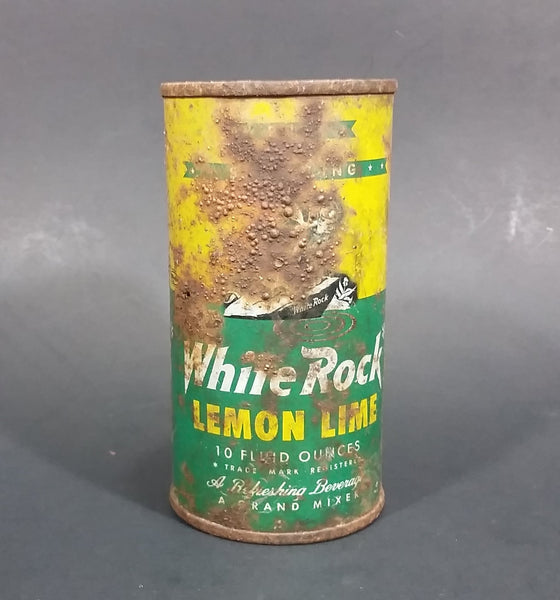 White Rock
White Rock
LEMON LIME
10 FLUID OUNCES
* TRADE MARK REGISTERED
A Refreshing Beverage
A GRAND MIXER